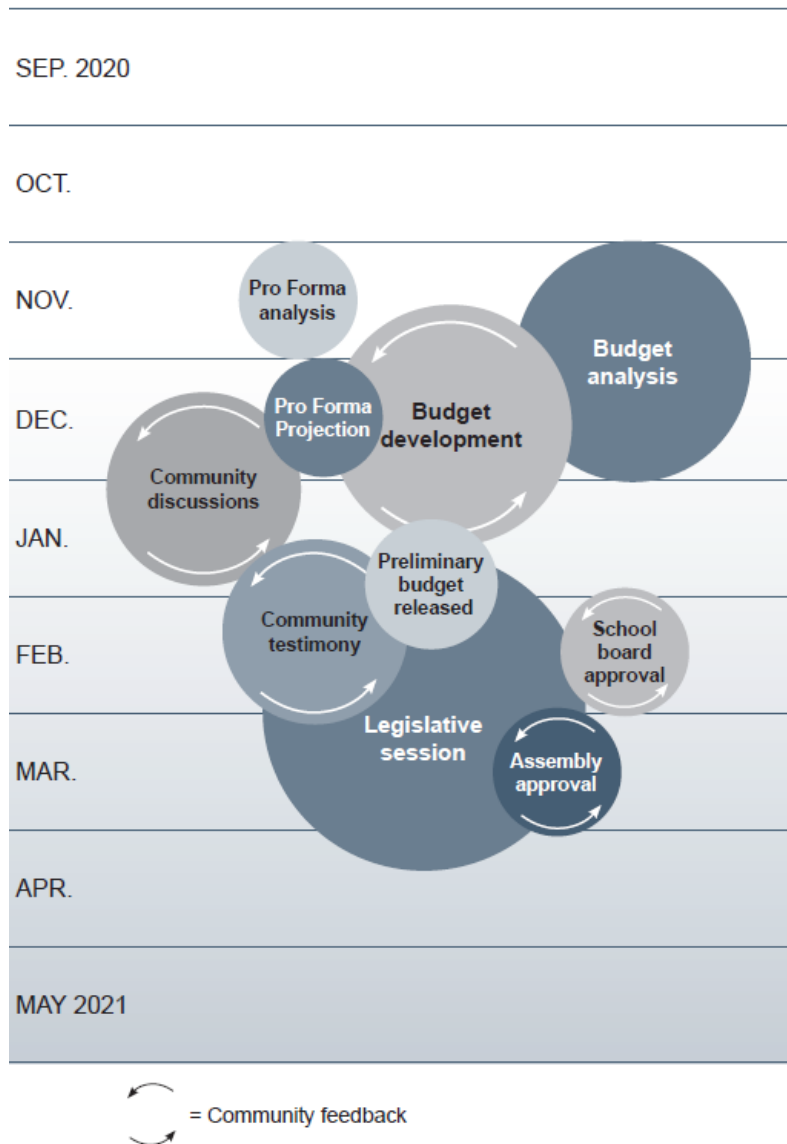 SEP. 2020
OCT.
NOV.
Pro Forma
analysis
Budget
analysis
DEC.
Pro Forma
Projection
Budget
development
Community
discussions
JAN.
Preliminary
budget
released
Community
testimony
FEB.
School
board
approval
Legislative
session
MAR.
Assembly
approval
APR.
MAY 2021
= Community feedback